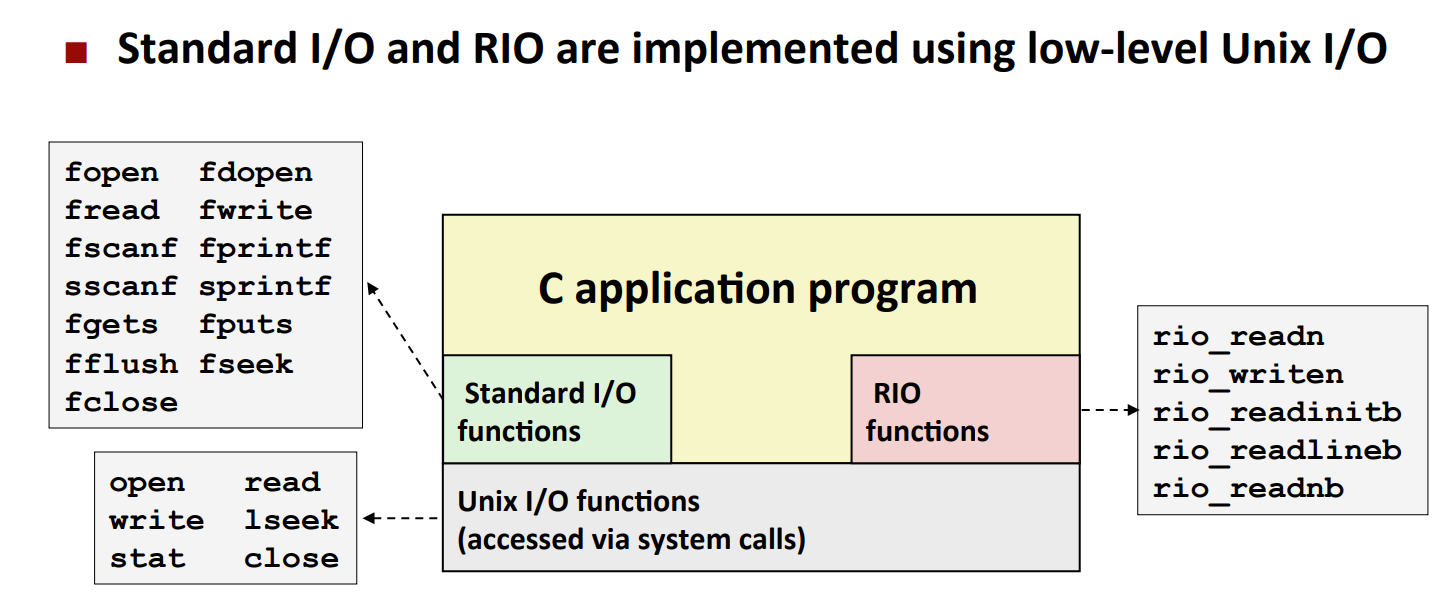 Standard I/O and RIO are implemented using low-level Unix I/O
fopen fdopen
fread fwrite
fscanf fprintf
sscanf sprintf
fgets fputs
fflush fseek
fclose
C application program
Standard I/O
functions
RIO
functions
rio_readn
rio_writen
rio_readinitb
rio_readlineb
rio_readnb
open read
write lseek
stat close
Unix I/O functions
(accessed via system calls)